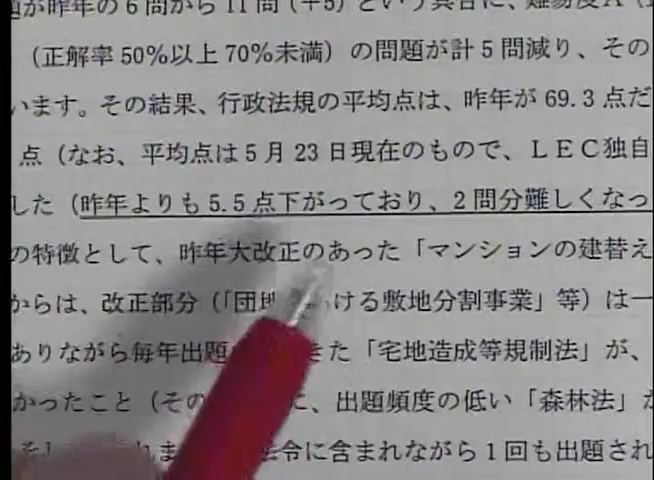 が昨年の6問から11問(+5)という具合に、難易度A
(正解率50%以上70%未満)の問題が計5問減り、その
います。その結果、行政法規の平均点は、昨年が69.3点だ
点(なお、平均点は5月23日現在のもので、LEC独自
した(昨年よりも5.5点下がっており、2問分難しくなっ
の特徴として、昨年大改正のあった「マンションの建替え
からは、改正部分(「団地 ける敷地分割事業」等)は一
ありながら毎年出題 きた「宅地造成等規制法」が、
かったこと(その 、出題頻度の低い「森林法」が
法令に含まれながら1回も出題され